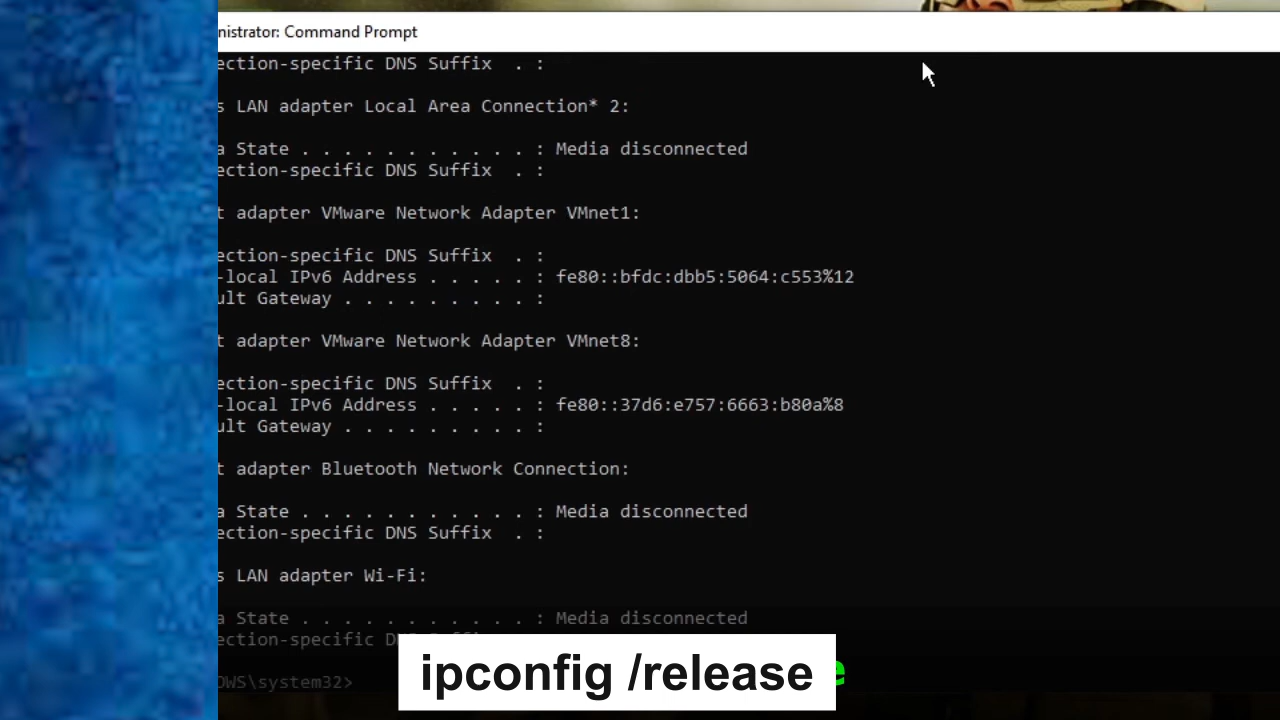 nistrator: Command Prompt
ection-specific DNS Suffix . :
s LAN adapter Local Area Connection* 2:
a State . . . . . . . . . . . : Media disconnected
ection-specific DNS Suffix . :
t adapter VMware Network Adapter VMnet1:
ection-specific DNS Suffix . :
-local IPv6 Address . . . . . : fe80::bfdc:dbb5:5064:c553%12
ult Gateway . . . . . . . . . :
t adapter VMware Network Adapter VMnet8:
ection-specific DNS Suffix . :
-local IPv6 Address . . . . . : fe80::37d6:e757:6663:b80a%8
ult Gateway . . . . . . . . . :
t adapter Bluetooth Network Connection:
a State . . . . . . . . . . . : Media disconnected
ection-specific DNS Suffix . :
s LAN adapter Wi-Fi:
a State . . . . . . . . . . . : Media disconnected
ection-specific DNS
OWS\system32>
ipconfig /release